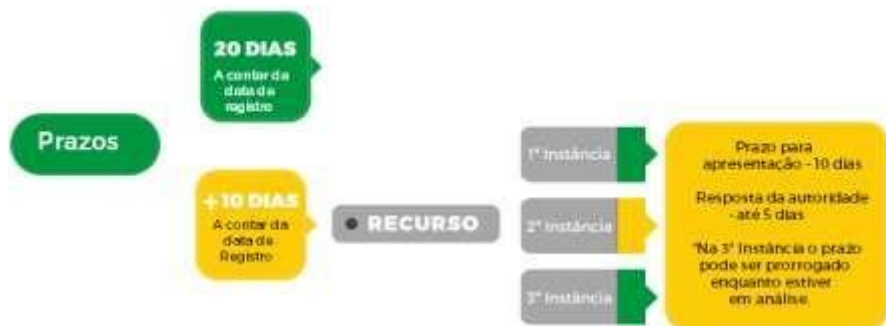 Prazos
20 DIAS
A contar da
data de
registro
+10 DIAS
A contar da
data de
Registro
RECURSO
1ª Instância
2ª Instância
3ª Instância
Prazo para
apresentação - 10 dias
Resposta da autoridade
- até 5 dias
"Na 3ª Instância o prazo
pode ser prorrogado
enquanto estiver
em análise.